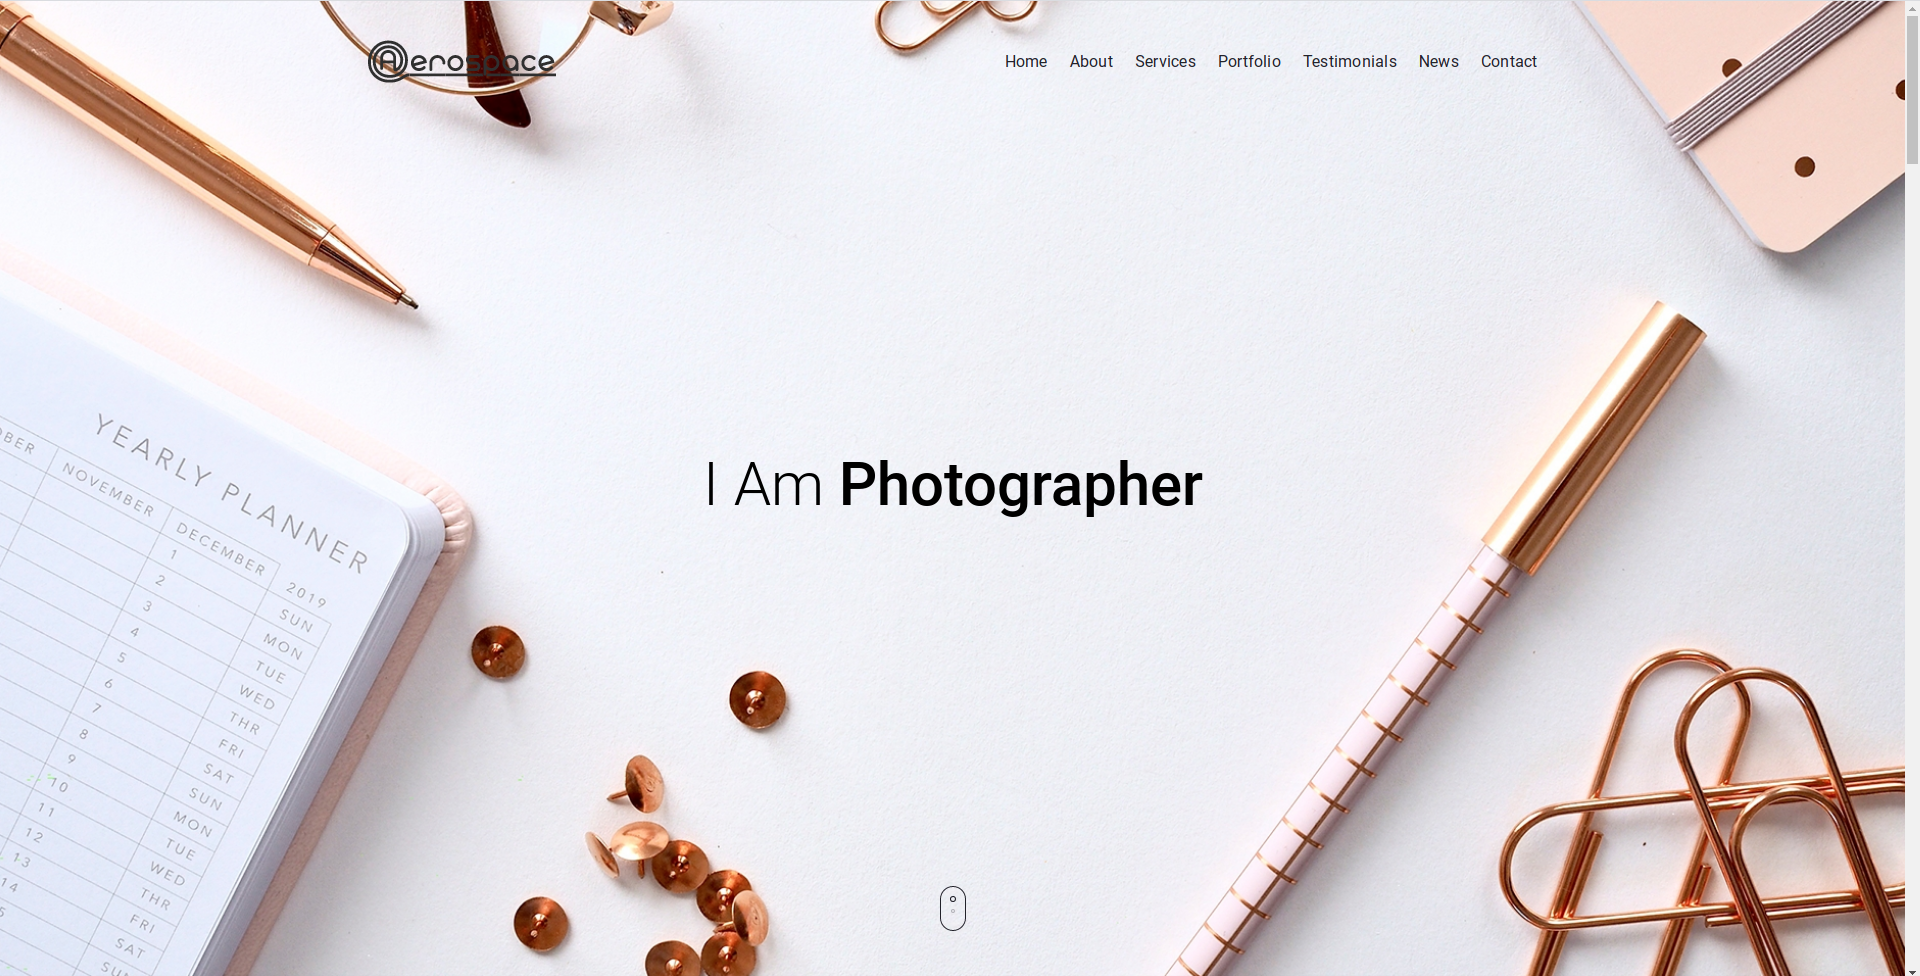 Aerospace
Home About Services Portfolio Testimonials News Contact
I Am Photographer
YEARLY PLANNER
NOVEMBER
DECEMBER
2019
1 SUN
2 MON
3 TUE
4 WED
5 THR
6 FRI
7 SAT
8 SUN
9 MON
10 TUE
11 WED
12 THR
13 FRI
14 SAT